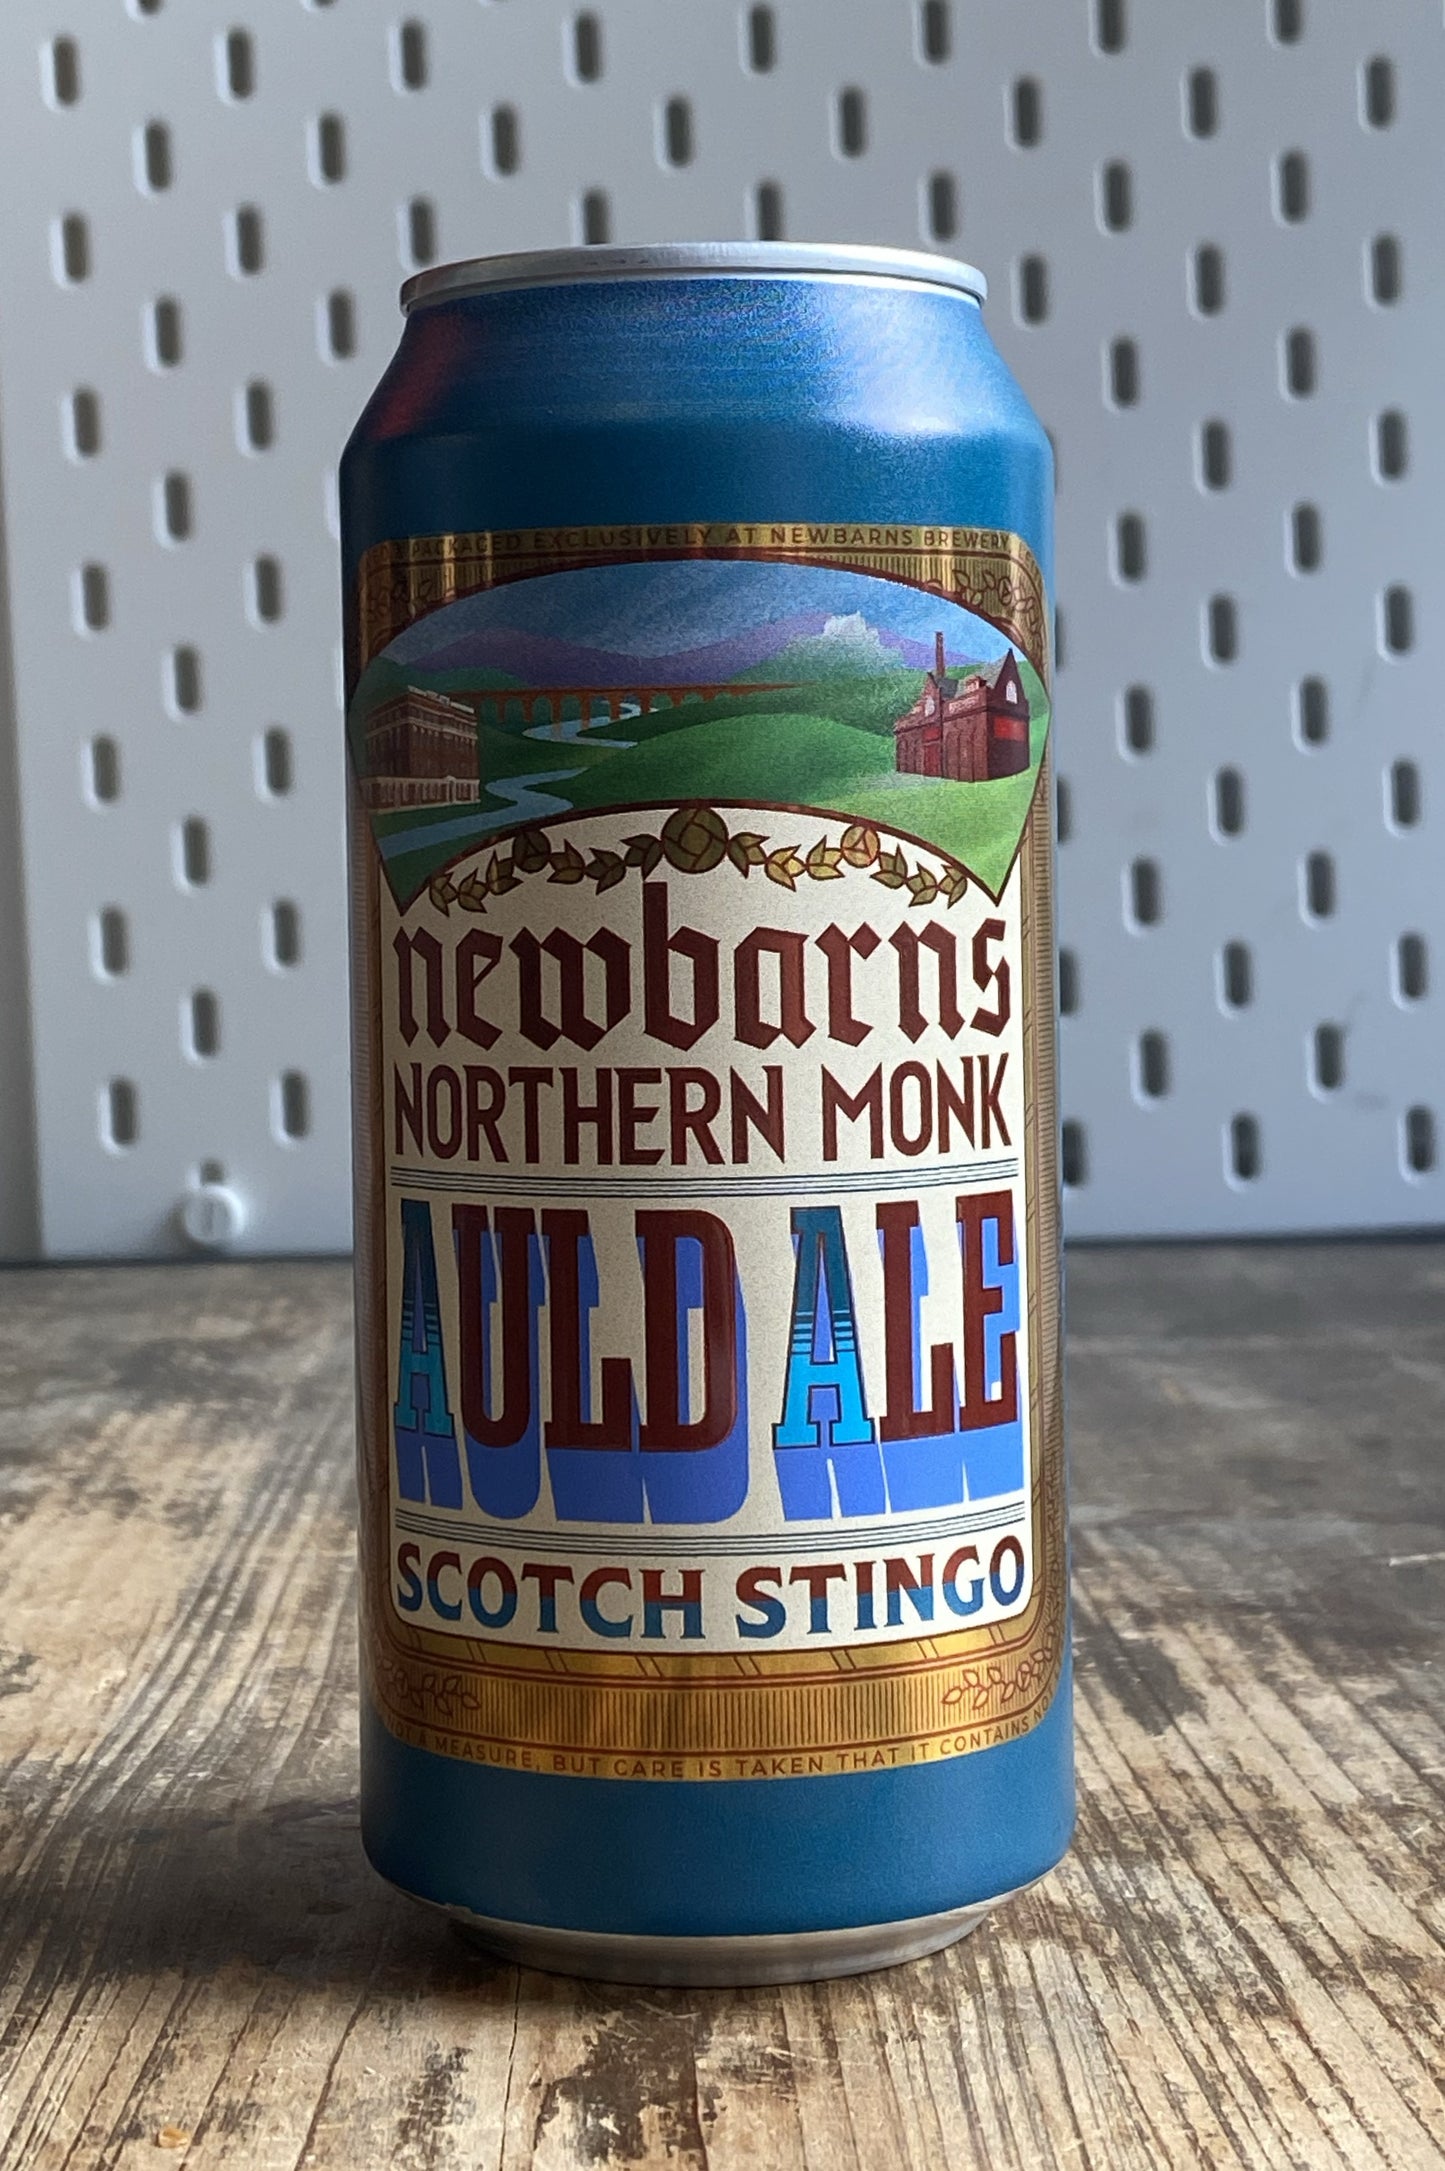 & PACKAGED EXCLUSIVELY AT NEWBARNS BREWERY
newbarns
NORTHERN MONK
AULD ALE
SCOTCH STINGO
NOT A MEASURE, BUT CARE IS TAKEN THAT IT CONTAINS